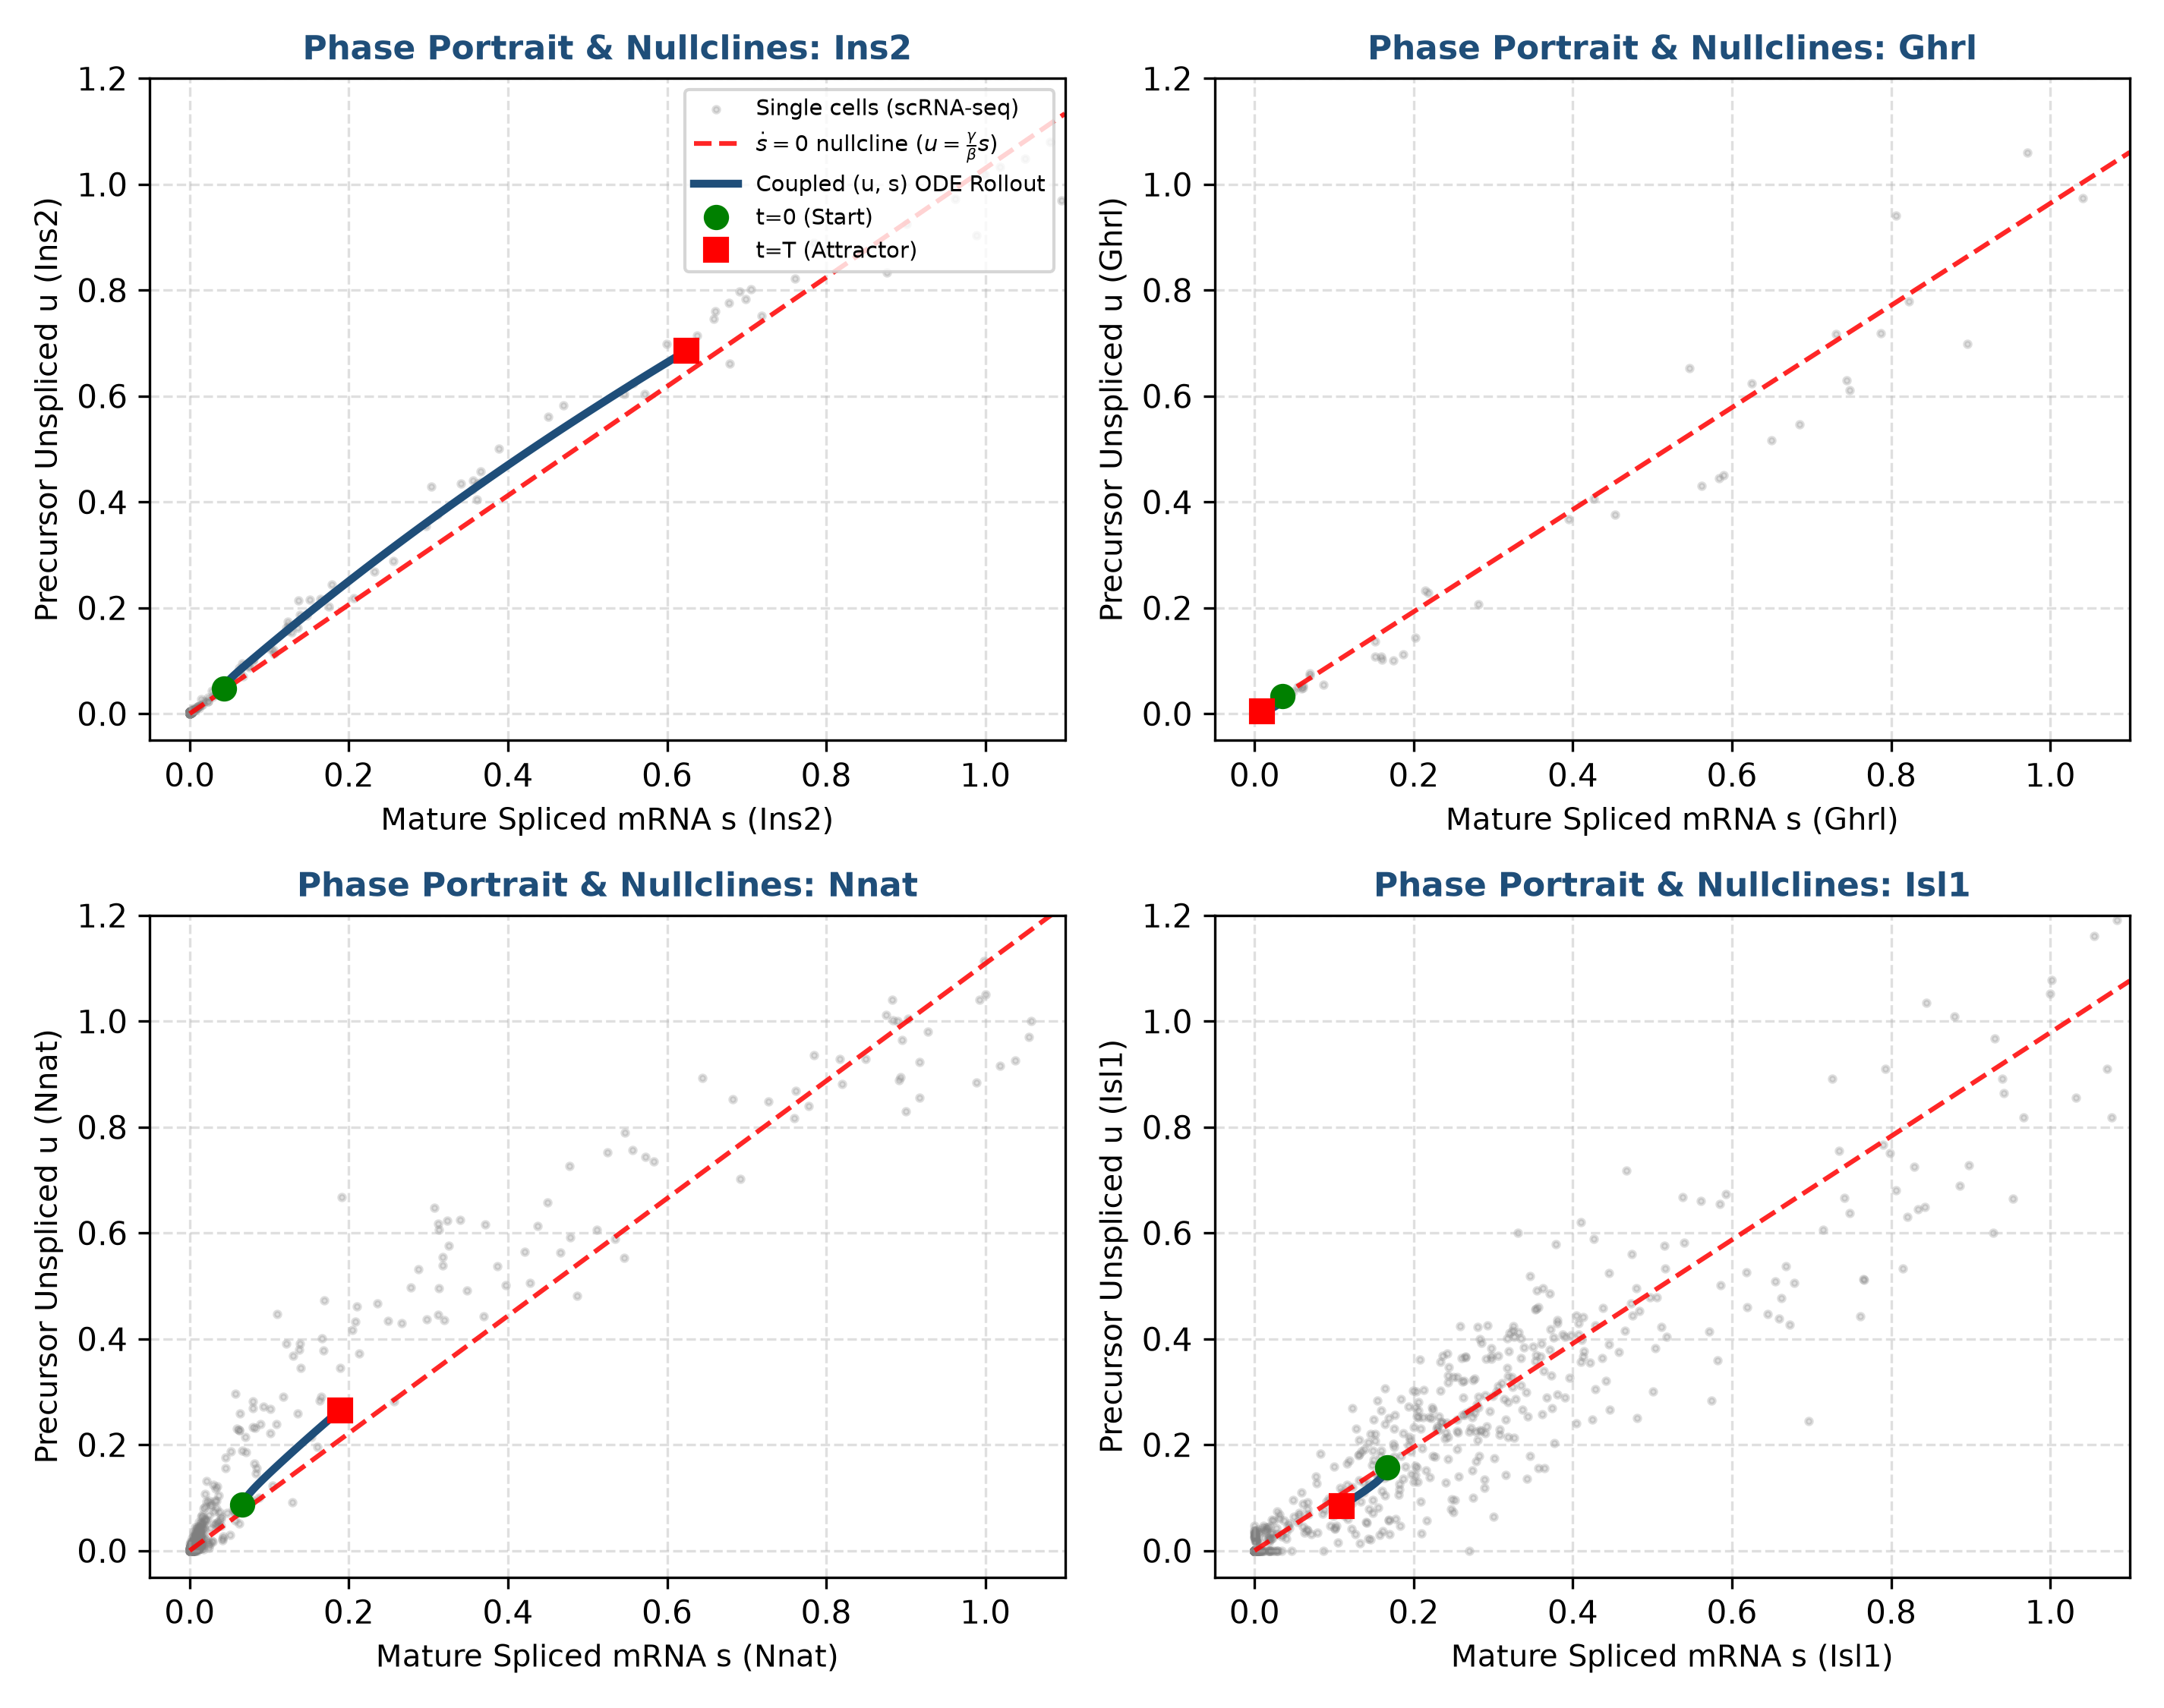 Phase Portrait & Nullclines: Ins2
Precursor Unspliced u (Ins2)
1.2
1.0
0.8
0.6
0.4
0.2
0.0
Single cells (scRNA-seq)
ṡ = 0 nullcline (u = γ/β s)
Coupled (u, s) ODE Rollout
t=0 (Start)
t=T (Attractor)
0.0 0.2 0.4 0.6 0.8 1.0
Mature Spliced mRNA s (Ins2)
Phase Portrait & Nullclines: Ghrl
Precursor Unspliced u (Ghrl)
1.2
1.0
0.8
0.6
0.4
0.2
0.0
0.0 0.2 0.4 0.6 0.8 1.0
Mature Spliced mRNA s (Ghrl)
Phase Portrait & Nullclines: Nnat
Precursor Unspliced u (Nnat)
1.2
1.0
0.8
0.6
0.4
0.2
0.0
0.0 0.2 0.4 0.6 0.8 1.0
Mature Spliced mRNA s (Nnat)
Phase Portrait & Nullclines: Isl1
Precursor Unspliced u (Isl1)
1.2
1.0
0.8
0.6
0.4
0.2
0.0
0.0 0.2 0.4 0.6 0.8 1.0
Mature Spliced mRNA s (Isl1)